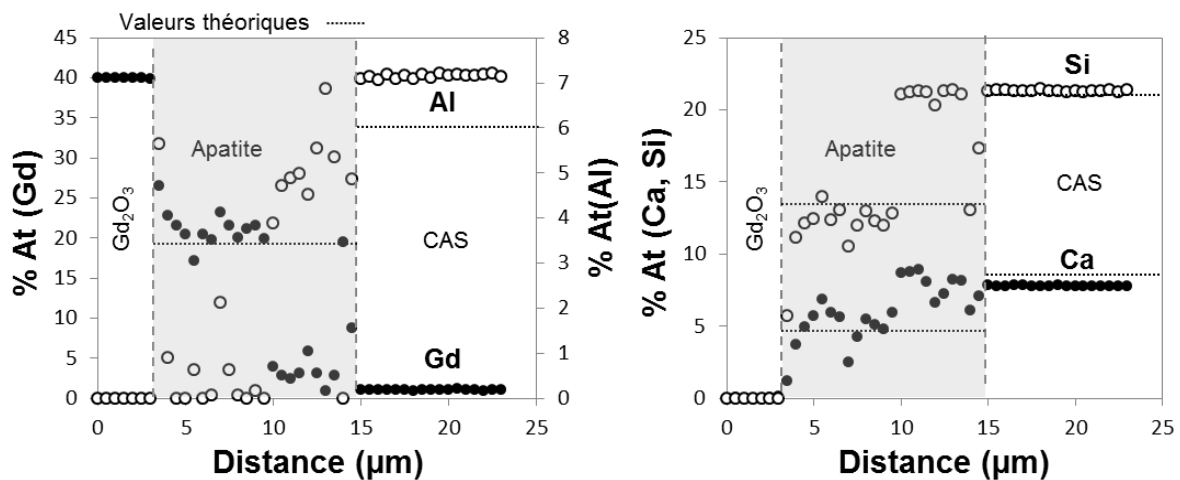 Valeurs théoriques
45
40
35
30
25
20
15
10
5
0
% At (Gd)
8
7
6
5
4
3
2
1
0
% At(Al)
Gd₂O₃
Apatite
Al
CAS
Gd
0 5 10 15 20 25
Distance (µm)
25
20
15
10
5
0
% At (Ca, Si)
Gd₂O₃
Apatite
Si
CAS
Ca
0 5 10 15 20 25
Distance (µm)